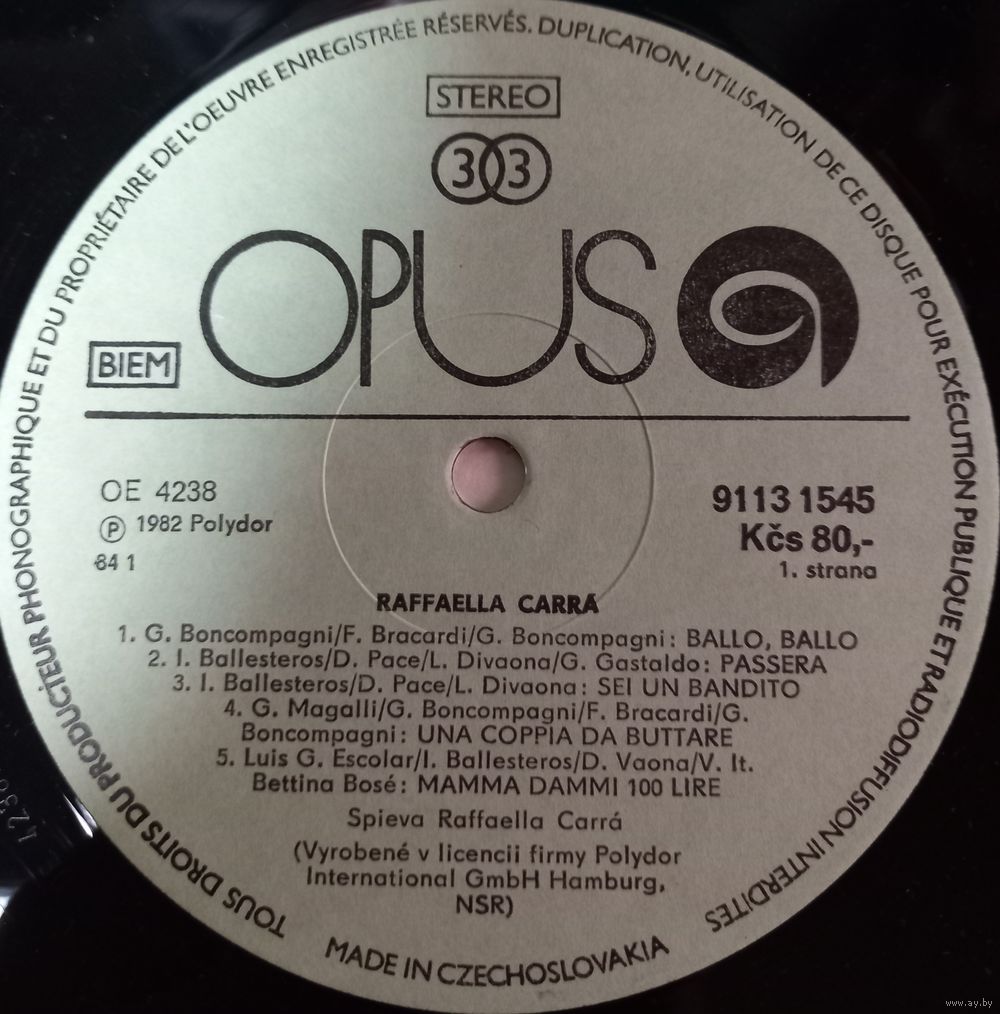 TOUS DROITS DU PRODUCTEUR PHONOGRAPHIQUE ET DU PROPRIÉTAIRE DE L'OEUVRE ENREGISTRÉE RÉSERVÉS. DUPLICATION, UTILISATION DE CE DISQUE POUR EXÉCUTION PUBLIQUE ET RADIODIFFUSION INTERDITES
STEREO
33
OPUS
BIEM
OE 4238
Ⓟ 1982 Polydor
84 1
9113 1545
Kčs 80,-
1. strana
RAFFAELLA CARRÁ
1. G. Boncompagni/F. Bracardi/G. Boncompagni: BALLO, BALLO
2. I. Ballesteros/D. Pace/L. Divaona/G. Gastaldo: PASSERA
3. I. Ballesteros/D. Pace/L. Divaona: SEI UN BANDITO
4. G. Magalli/G. Boncompagni/F. Bracardi/G.
Boncompagni: UNA COPPIA DA BUTTARE
5. Luis G. Escolar/I. Ballesteros/D. Vaona/V. It.
Bettina Bosé: MAMMA DAMMI 100 LIRE
Spieva Raffaella Carrá
(Vyrobené v licencii firmy Polydor
International GmbH Hamburg,
NSR)
MADE IN CZECHOSLOVAKIA
www.ay.by